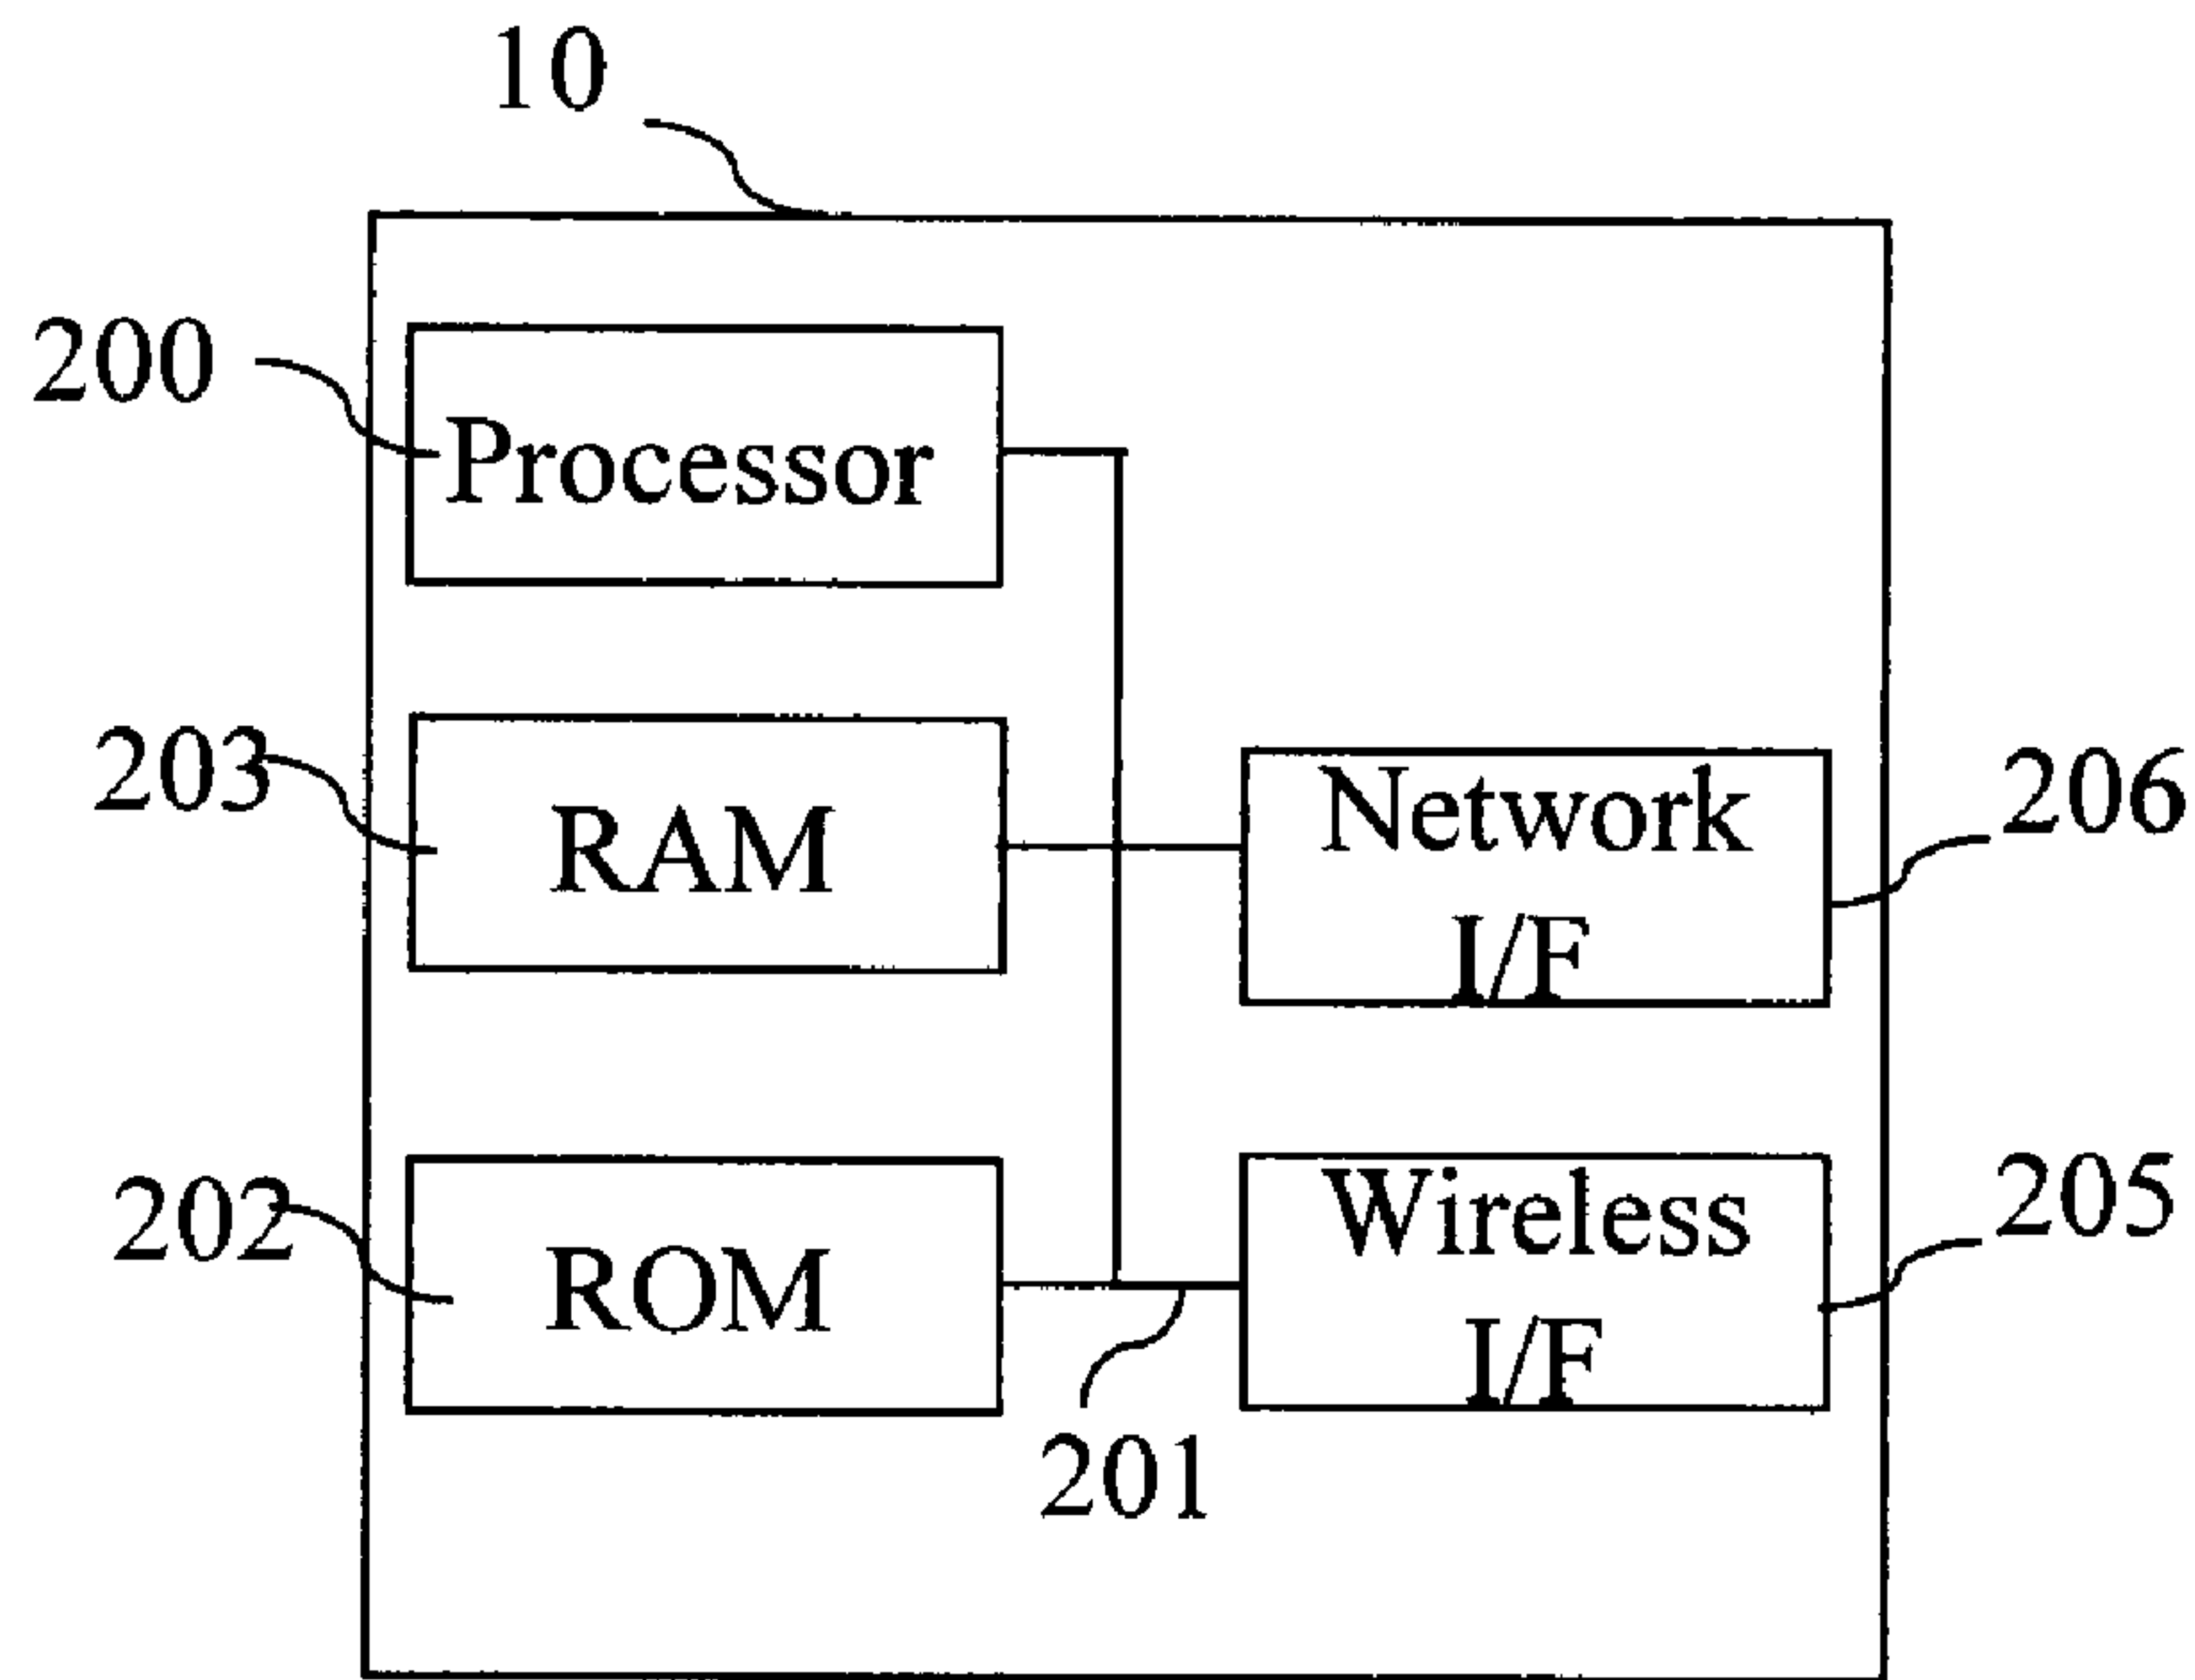 10
200
Processor
203
RAM
Network
I/F
206
202
ROM
Wireless
I/F
205
201